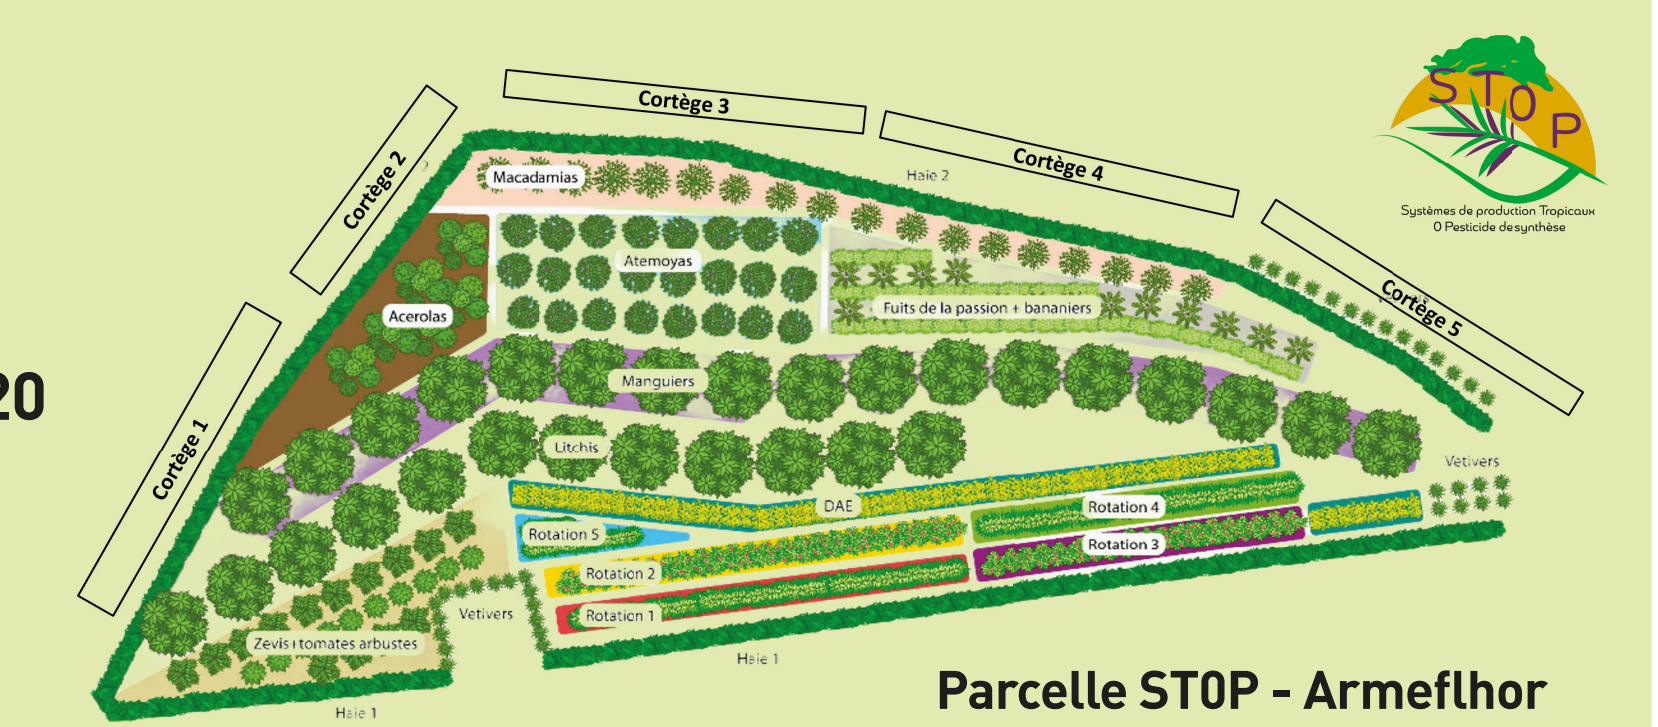 S T 0 P
Systèmes de production Tropicaux
0 Pesticide de synthèse
Cortège 3
Cortège 4
Haie 2
Cortège 2
2
Macadamias
Cortège 5
Atemoyas
Acerolas
Fuits de la passion + bananiers
20
Manguiers
Cortège 1
Litchis
Vetivers
DAE
Rotation 4
Rotation 5
Rotation 3
Rotation 2
Vetivers
Rotation 1
Zevis+tomates arbustes
Haie 1
Haie 1
Parcelle ST0P - Armeflhor